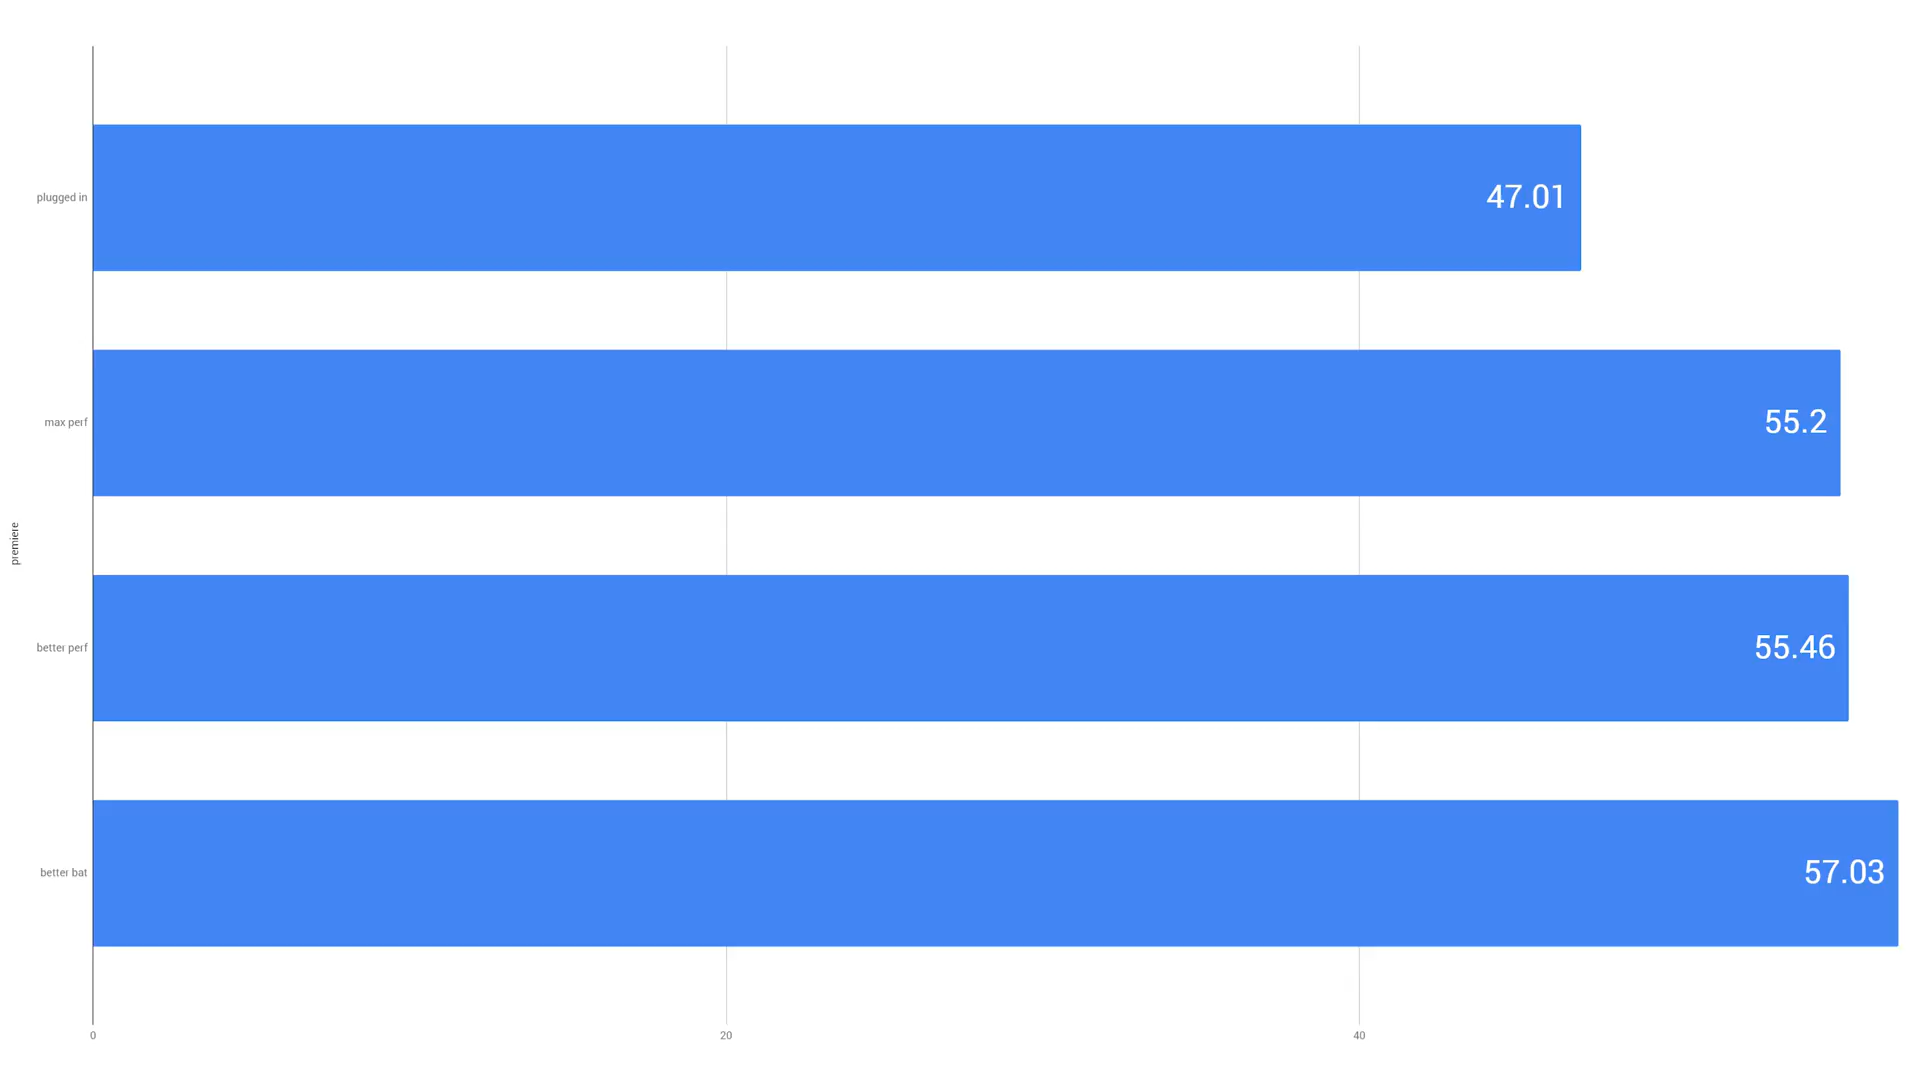 plugged in
47.01
max perf
55.2
premiere
better perf
55.46
better bat
57.03
0
20
40